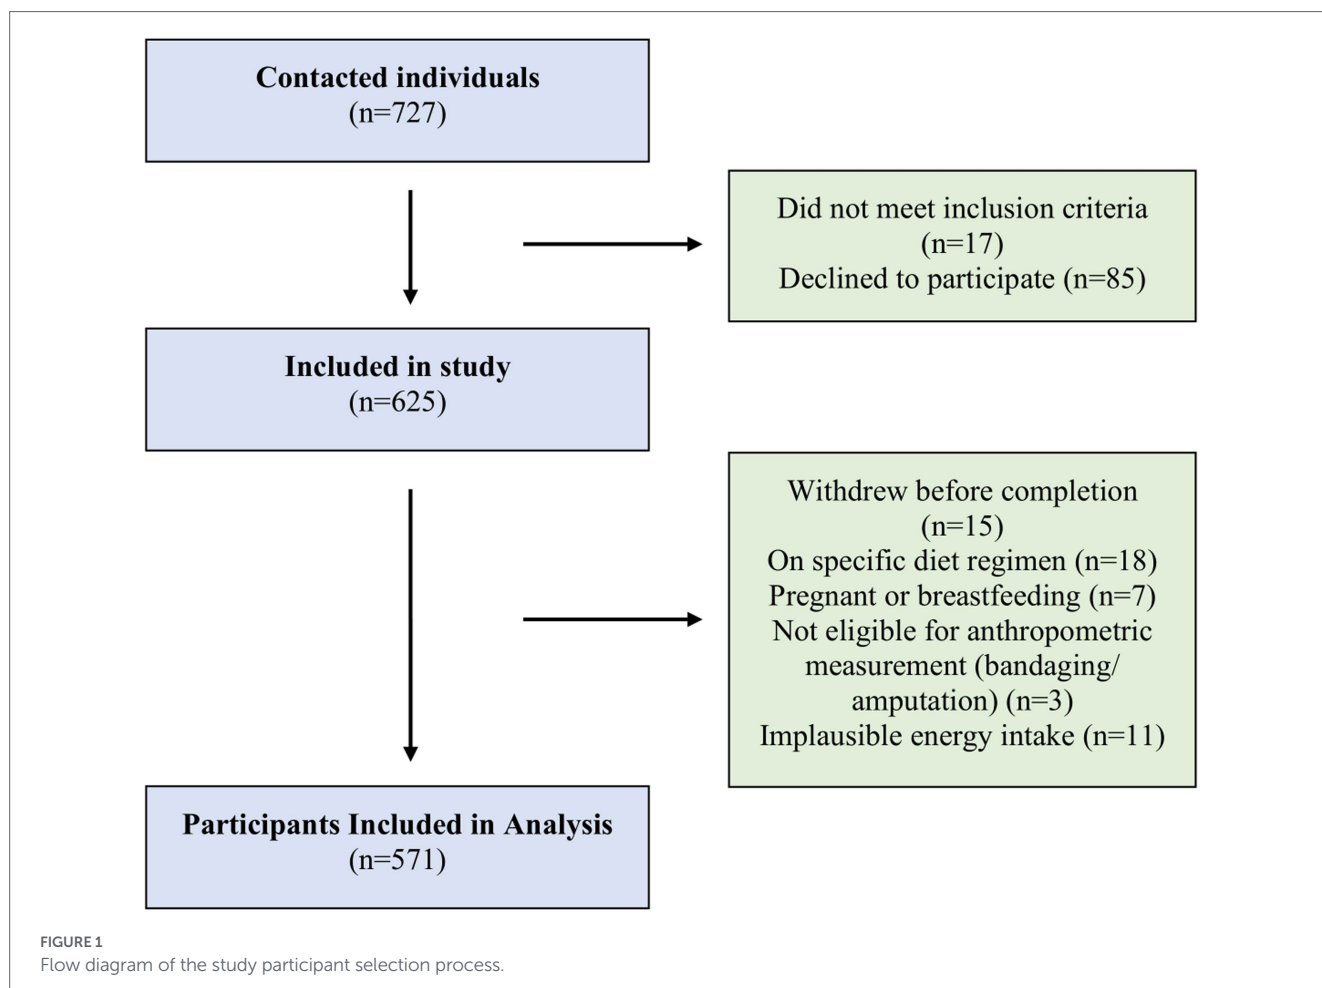 Contacted individuals
(n=727)
Did not meet inclusion criteria
(n=17)
Declined to participate (n=85)
Included in study
(n=625)
Withdrew before completion
(n=15)
On specific diet regimen (n=18)
Pregnant or breastfeeding (n=7)
Not eligible for anthropometric
measurement (bandaging/
amputation) (n=3)
Implausible energy intake (n=11)
Participants Included in Analysis
(n=571)
FIGURE 1
Flow diagram of the study participant selection process.